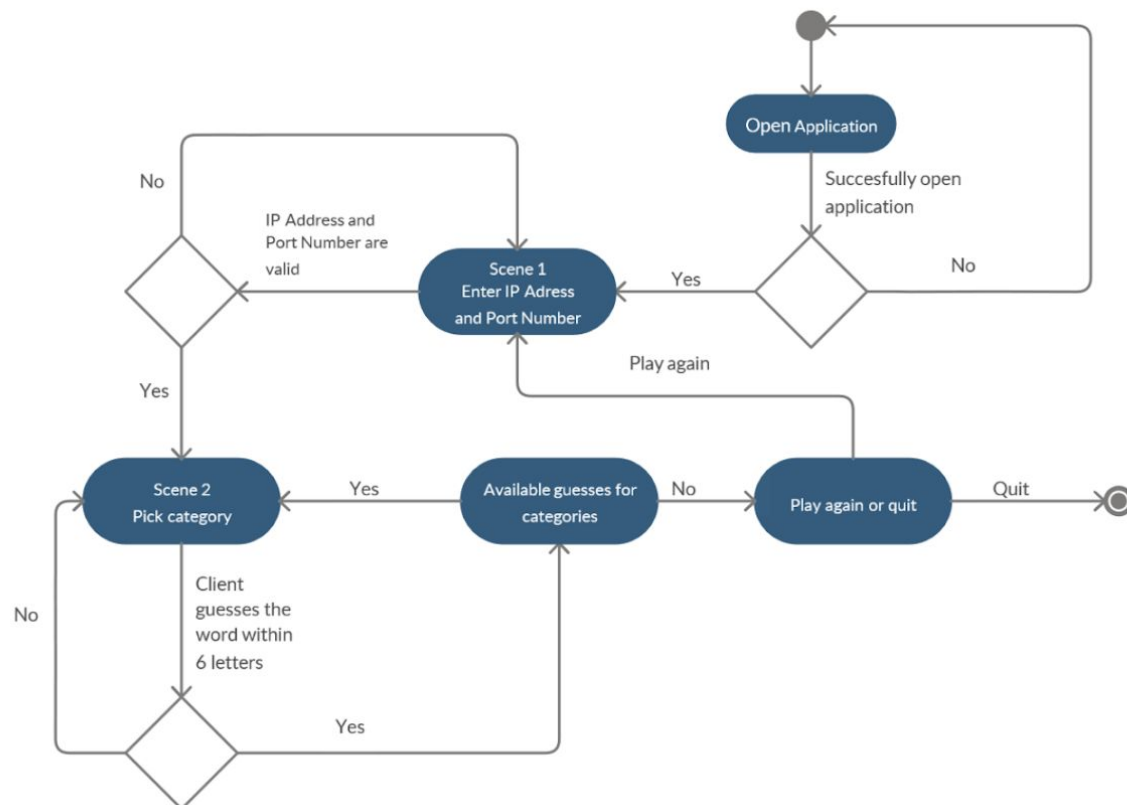 Open Application
Succesfully open
application
No
Yes
Scene 1
Enter IP Adress
and Port Number
IP Address and
Port Number are
valid
No
Yes
Play again
Scene 2
Pick category
Yes
Available guesses for
categories
No
Play again or quit
Quit
Client
guesses the
word within
6 letters
No
Yes